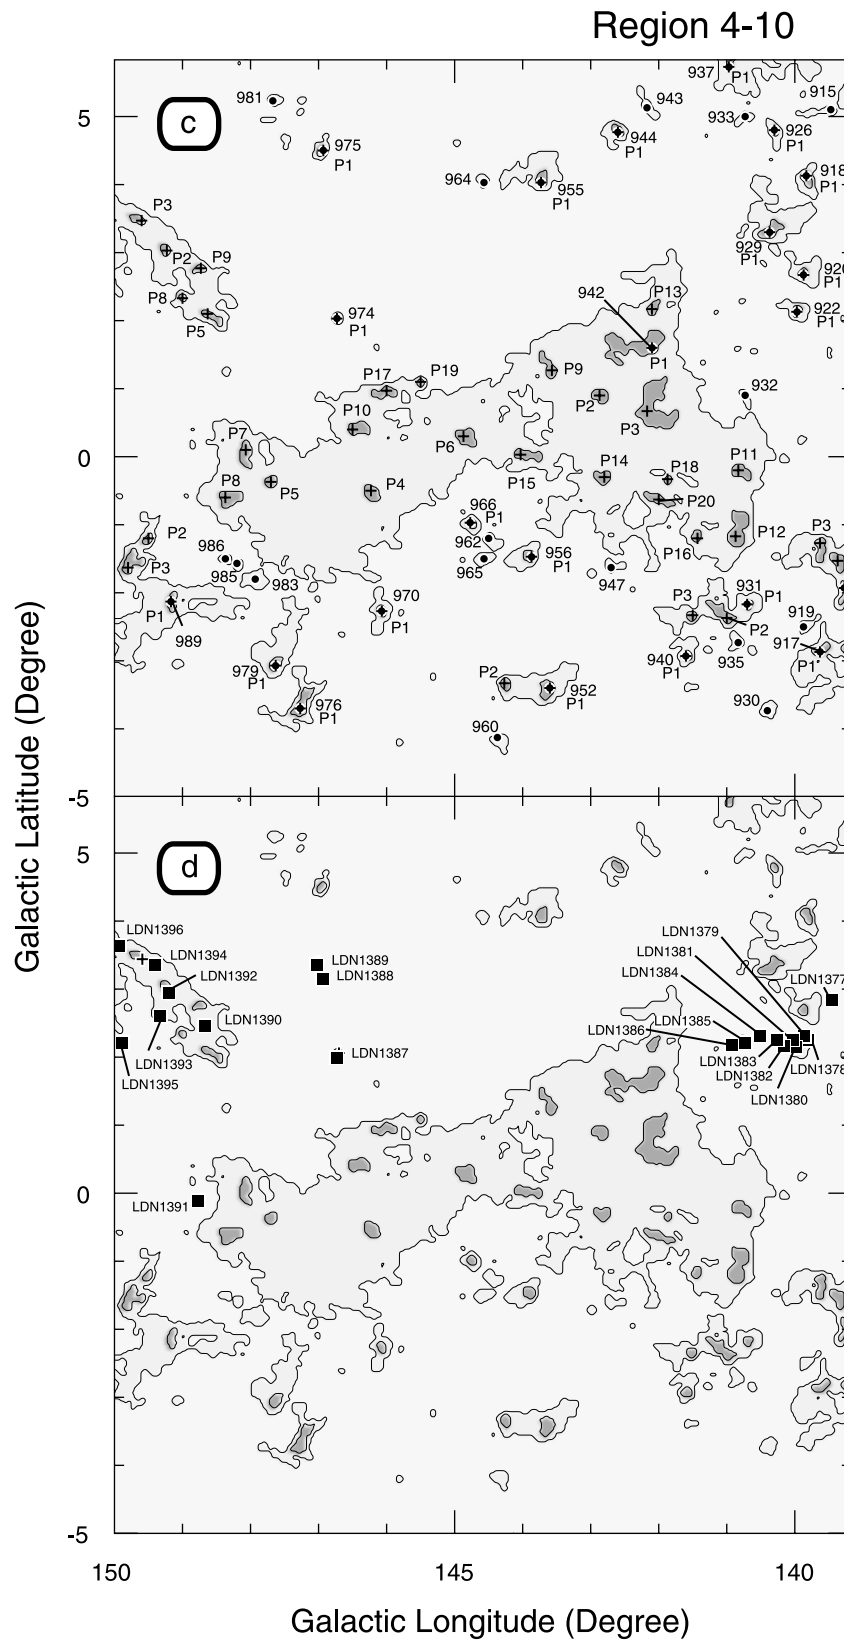 Region 4-10
c
937
P1
981
943
915
933
944
P1
926
P1
975
P1
964
955
P1
918
P1
P3
929
P1
P2
P9
920
P1
P8
P5
942
P13
974
P1
922
P1
P1
P17
P19
P9
932
P2
P10
P3
P7
P6
P11
P14
P18
P8
P5
P4
P15
P20
966
P1
P12
P3
P2
P16
962
986
956
P1
P3
985
965
983
947
931
P1
970
P1
P3
P1
919
989
P2
917
979
P1
940
P1
935
P1
P2
952
P1
976
P1
930
960
5
0
-5
d
LDN1396
LDN1379
LDN1394
LDN1389
LDN1381
LDN1392
LDN1388
LDN1384
LDN1377
LDN1390
LDN1385
LDN1386
LDN1387
LDN1393
LDN1383
LDN1378
LDN1382
LDN1395
LDN1380
LDN1391
5
0
-5
150
145
140
Galactic Latitude (Degree)
Galactic Longitude (Degree)